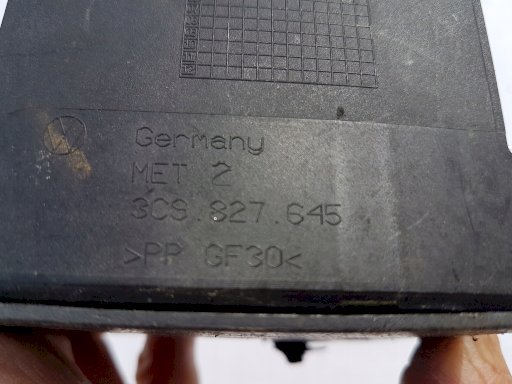 Germany
MET 2
3C9.827.645
>PP GF30<